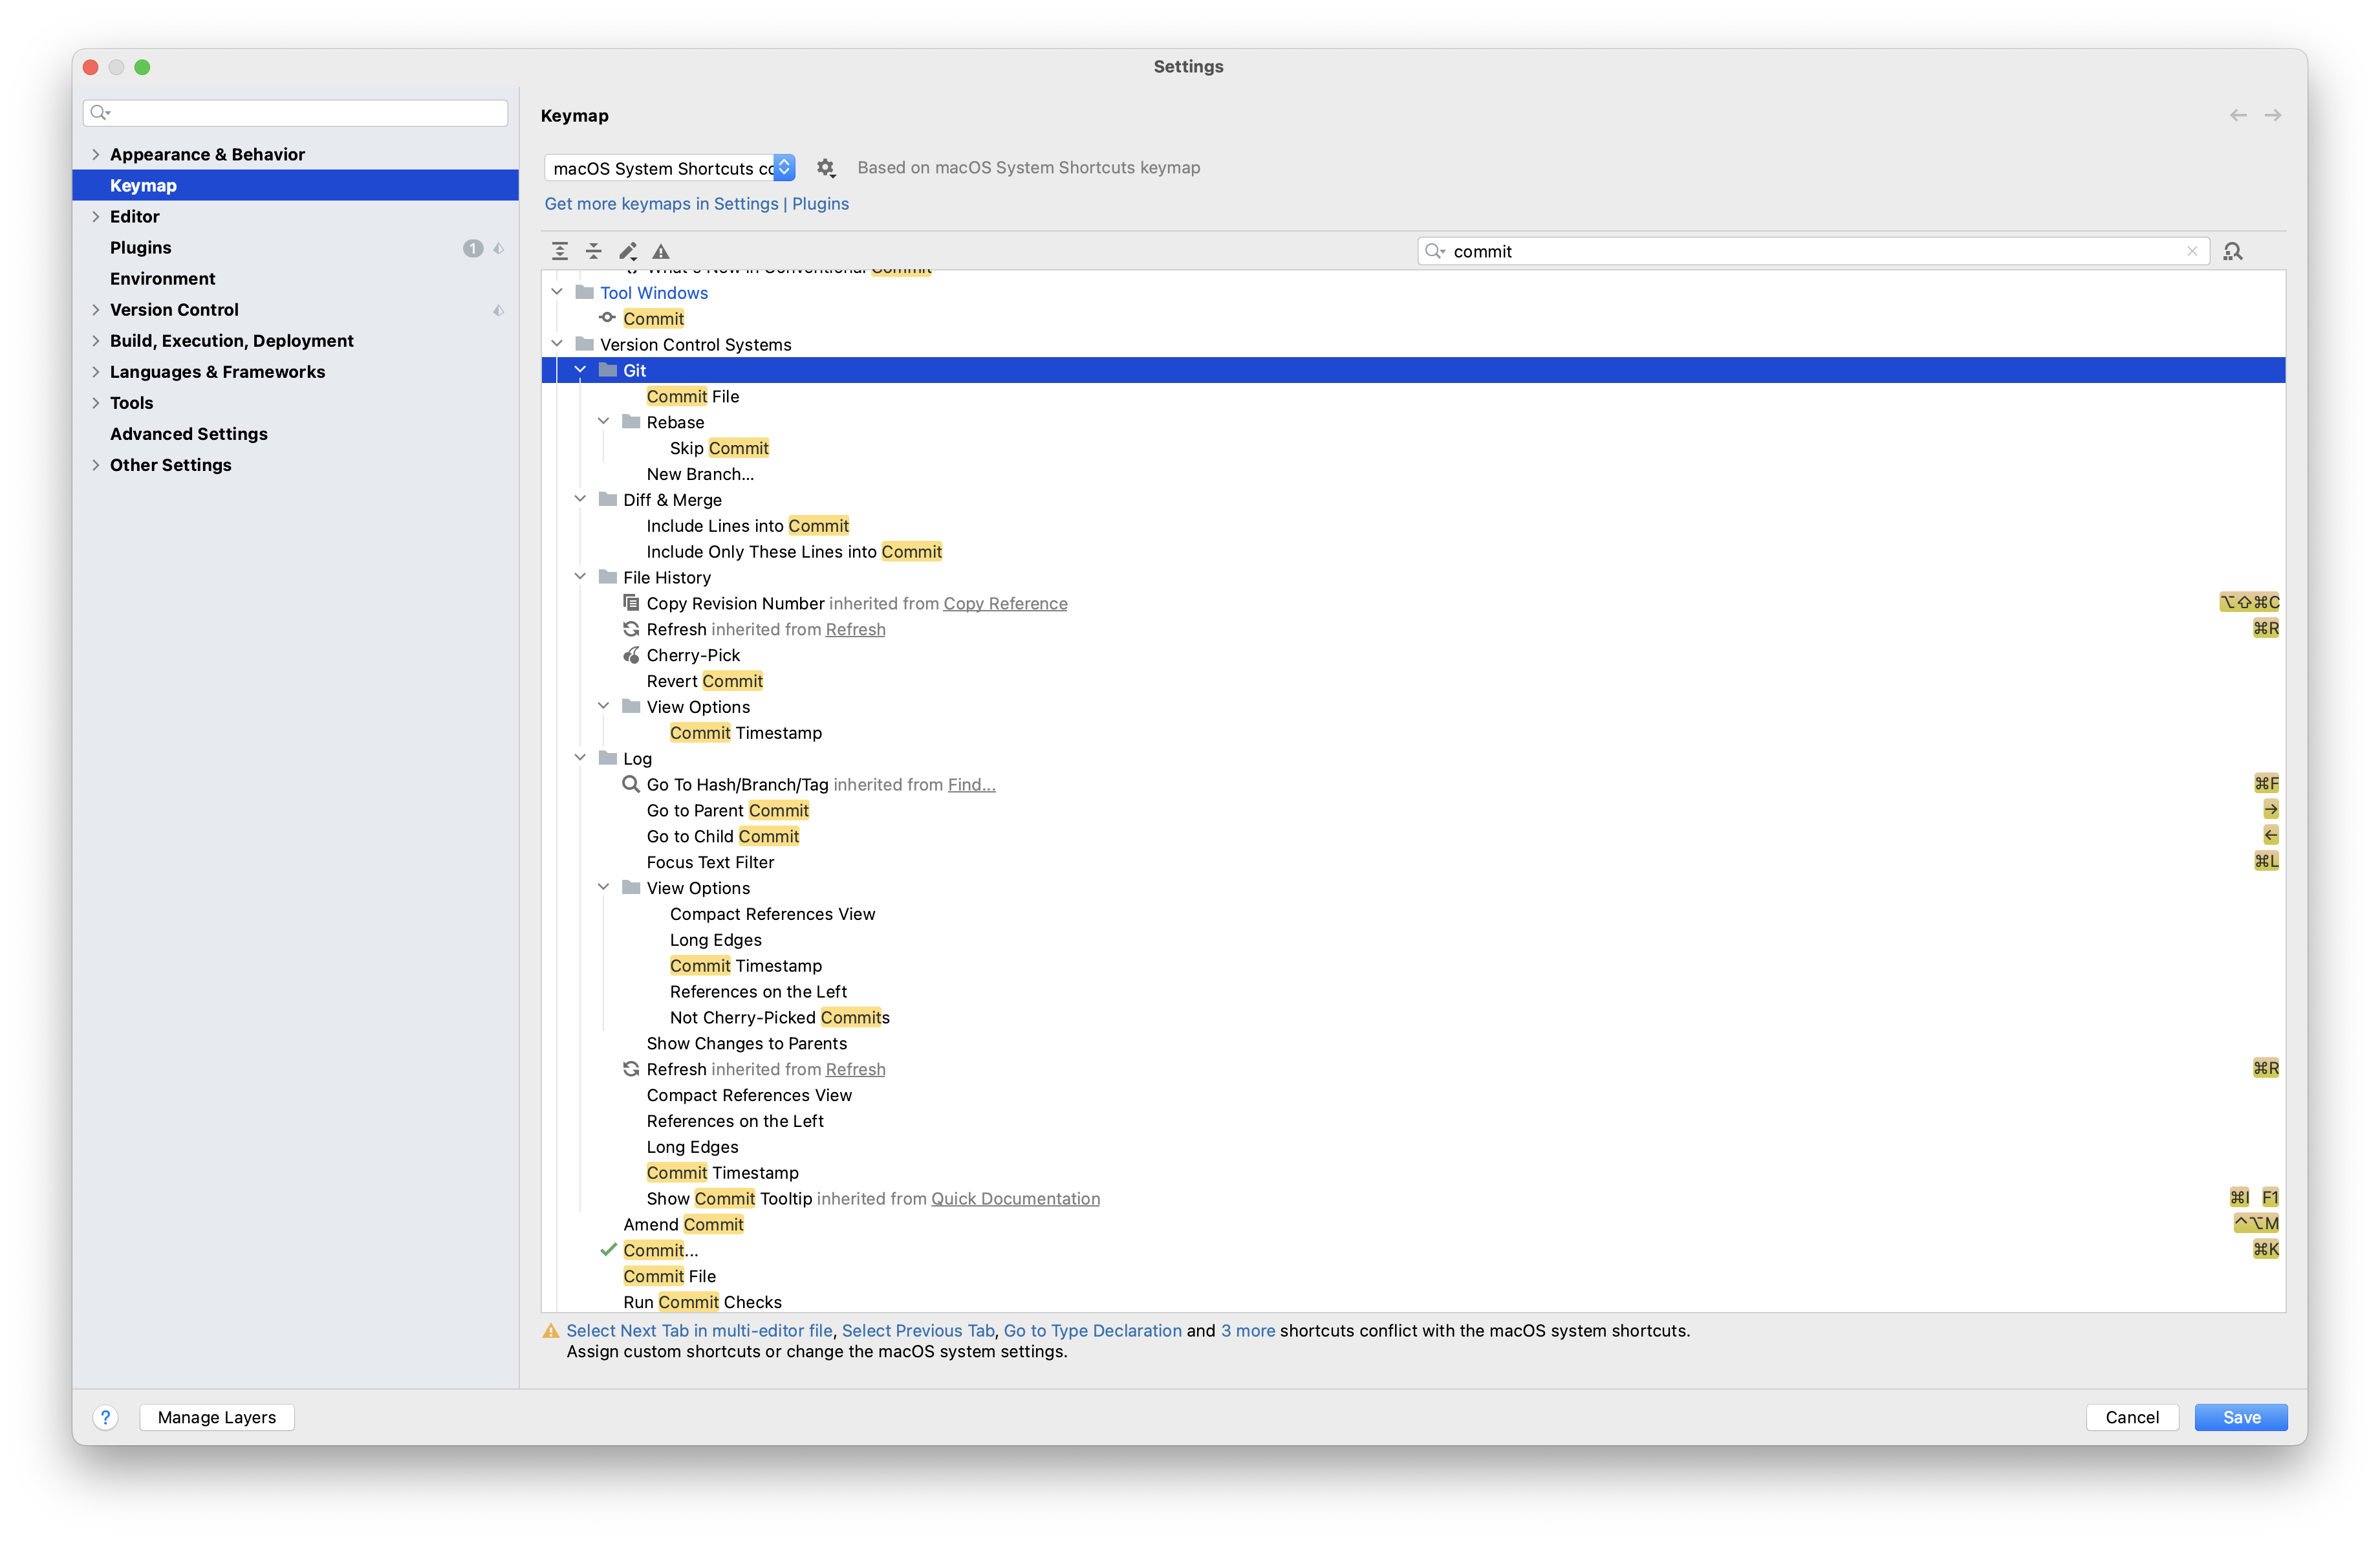 Settings
Appearance & Behavior
Keymap
Editor
Plugins 1
Environment
Version Control
Build, Execution, Deployment
Languages & Frameworks
Tools
Advanced Settings
Other Settings
Keymap
macOS System Shortcuts co
Based on macOS System Shortcuts keymap
Get more keymaps in Settings | Plugins
commit
What's New in Conventional Commit
Tool Windows
Commit
Version Control Systems
Git
Commit File
Rebase
Skip Commit
New Branch...
Diff & Merge
Include Lines into Commit
Include Only These Lines into Commit
File History
Copy Revision Number inherited from Copy Reference ⌥⇧⌘C
Refresh inherited from Refresh ⌘R
Cherry-Pick
Revert Commit
View Options
Commit Timestamp
Log
Go To Hash/Branch/Tag inherited from Find... ⌘F
Go to Parent Commit →
Go to Child Commit ←
Focus Text Filter ⌘L
View Options
Compact References View
Long Edges
Commit Timestamp
References on the Left
Not Cherry-Picked Commits
Show Changes to Parents
Refresh inherited from Refresh ⌘R
Compact References View
References on the Left
Long Edges
Commit Timestamp
Show Commit Tooltip inherited from Quick Documentation ⌘I F1
Amend Commit ^⌥M
Commit... ⌘K
Commit File
Run Commit Checks
Select Next Tab in multi-editor file, Select Previous Tab, Go to Type Declaration and 3 more shortcuts conflict with the macOS system shortcuts.
Assign custom shortcuts or change the macOS system settings.
? Manage Layers
Cancel
Save